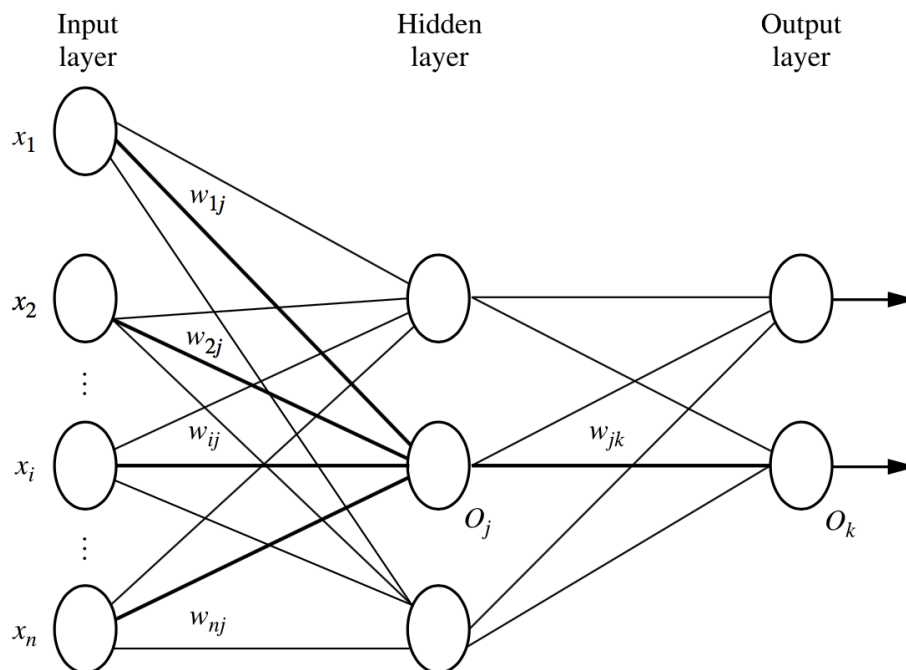 Input
layer
Hidden
layer
Output
layer
x1
w1j
x2
w2j
⋮
wij
wjk
xi
Oj
Ok
⋮
wnj
xn